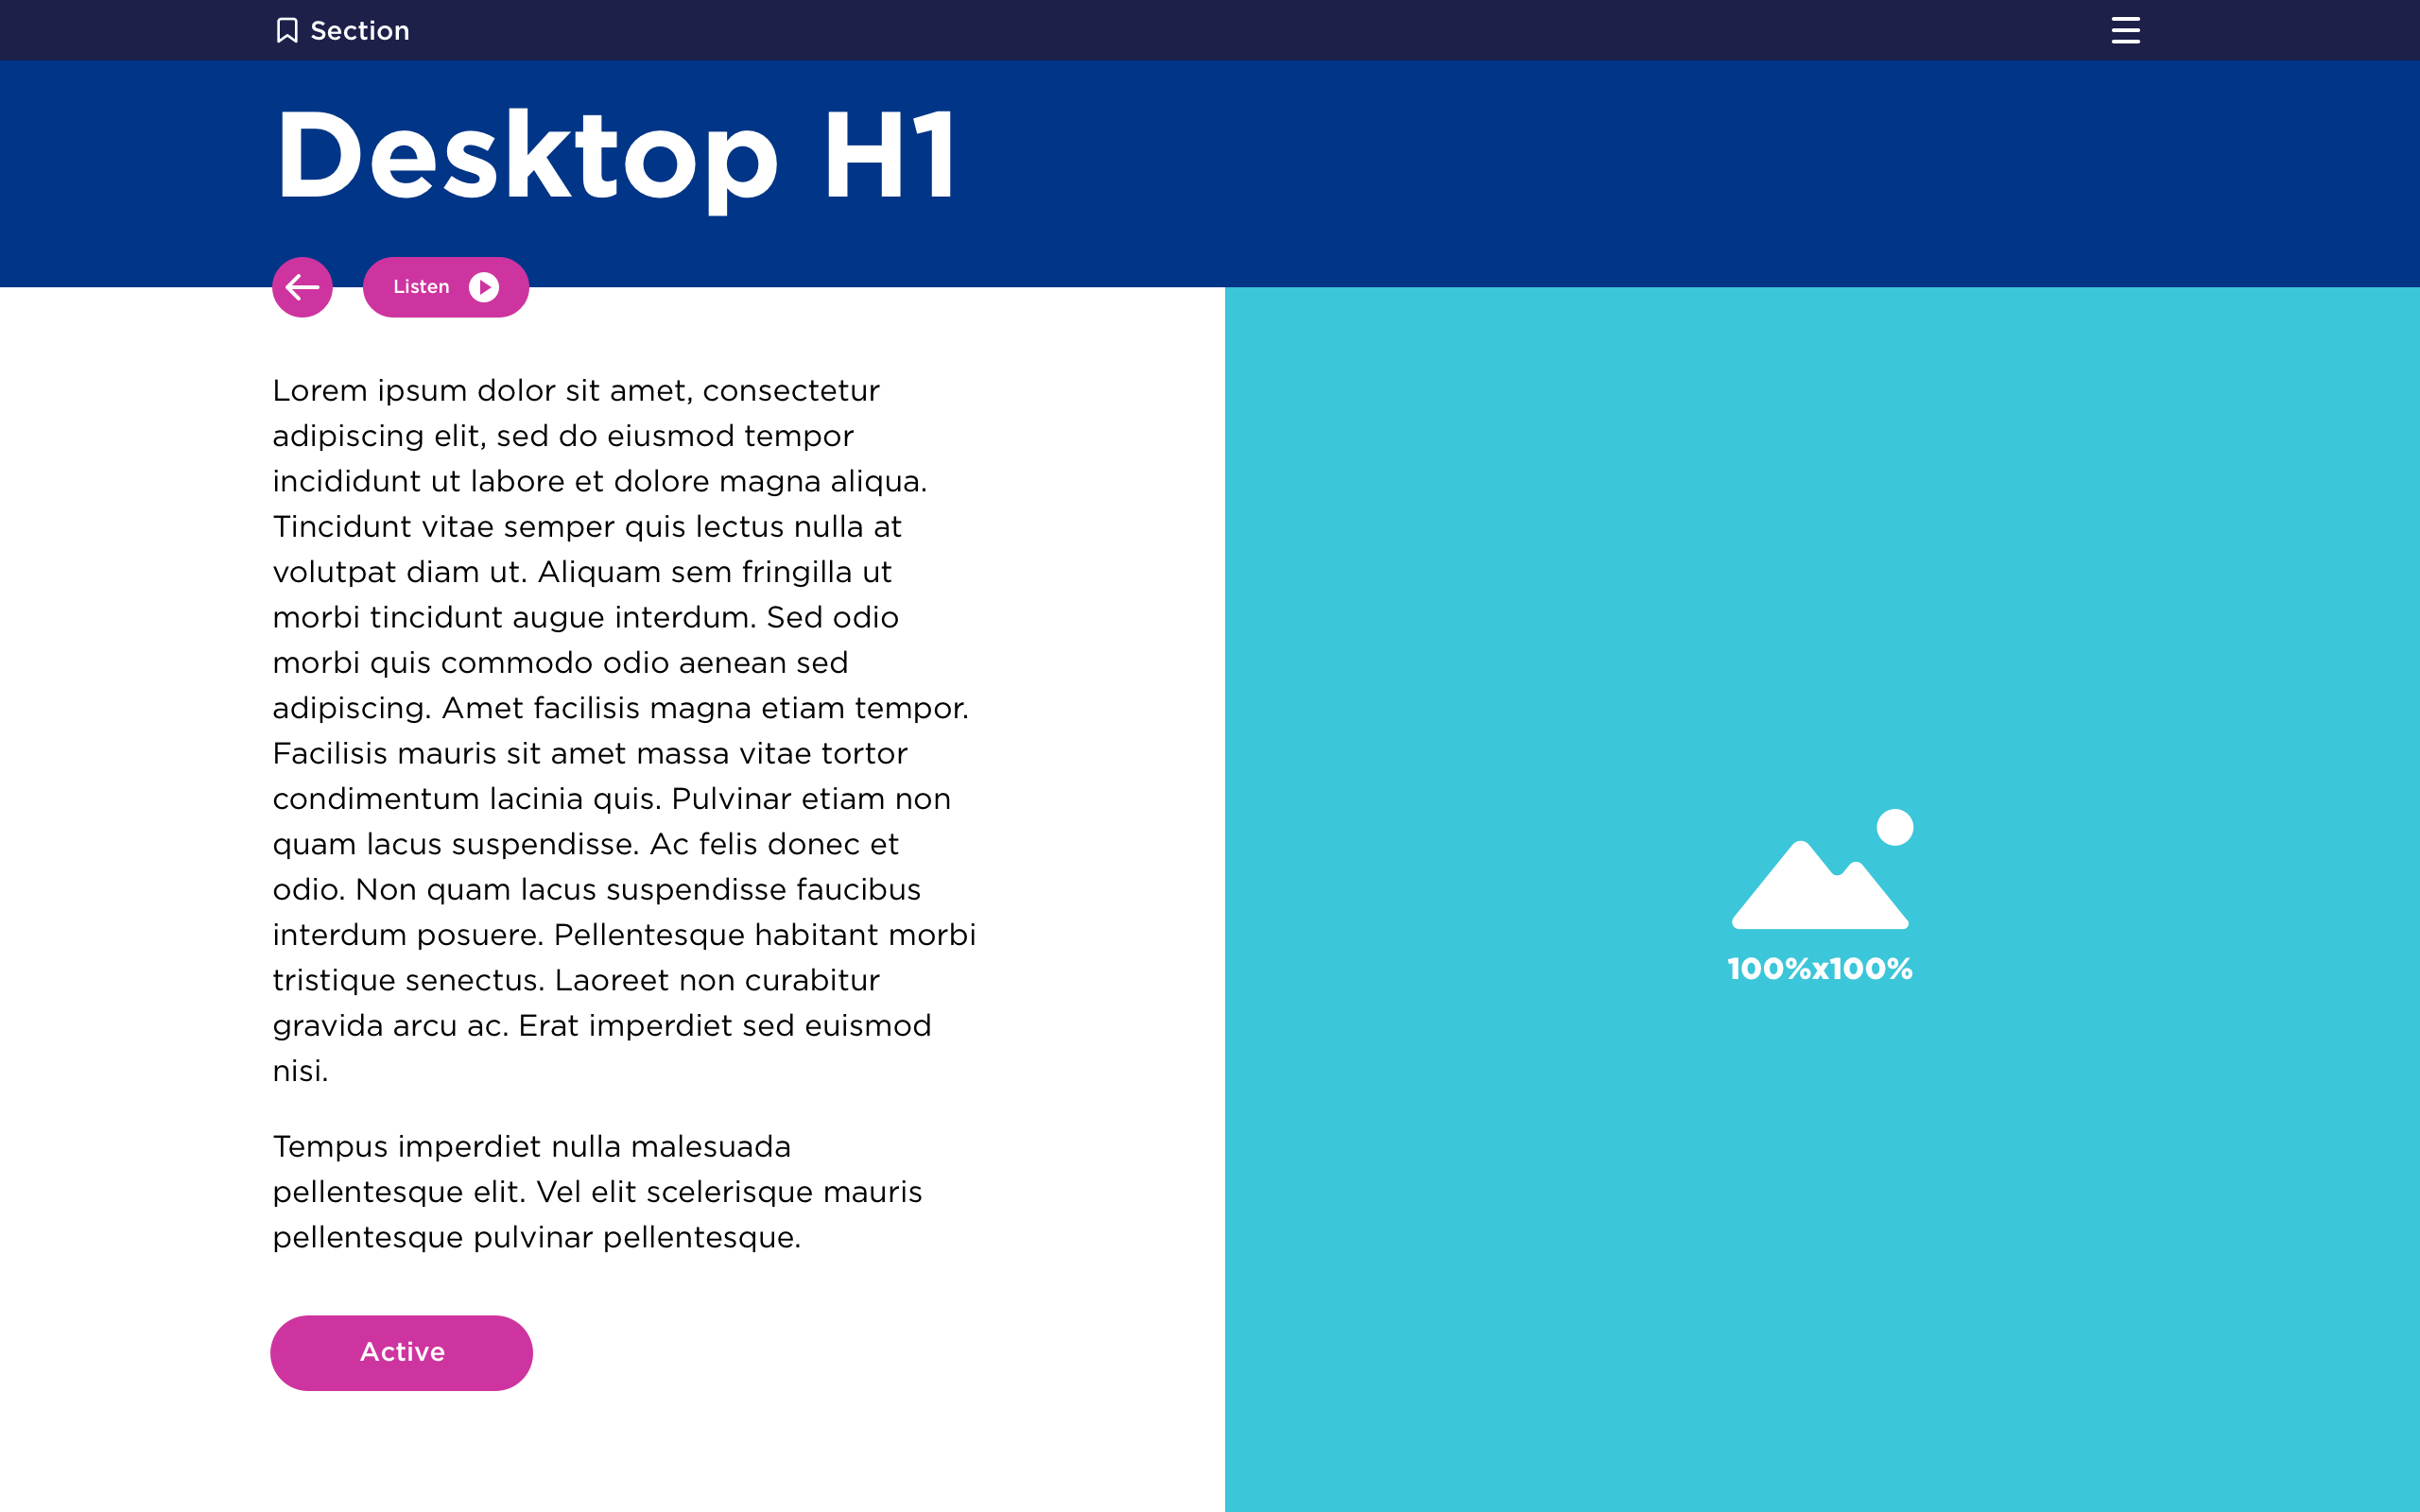 Section
Desktop H1
Listen
Lorem ipsum dolor sit amet, consectetur
adipiscing elit, sed do eiusmod tempor
incididunt ut labore et dolore magna aliqua.
Tincidunt vitae semper quis lectus nulla at
volutpat diam ut. Aliquam sem fringilla ut
morbi tincidunt augue interdum. Sed odio
morbi quis commodo odio aenean sed
adipiscing. Amet facilisis magna etiam tempor.
Facilisis mauris sit amet massa vitae tortor
condimentum lacinia quis. Pulvinar etiam non
quam lacus suspendisse. Ac felis donec et
odio. Non quam lacus suspendisse faucibus
interdum posuere. Pellentesque habitant morbi
tristique senectus. Laoreet non curabitur
gravida arcu ac. Erat imperdiet sed euismod
nisi.
Tempus imperdiet nulla malesuada
pellentesque elit. Vel elit scelerisque mauris
pellentesque pulvinar pellentesque.
Active
100%x100%